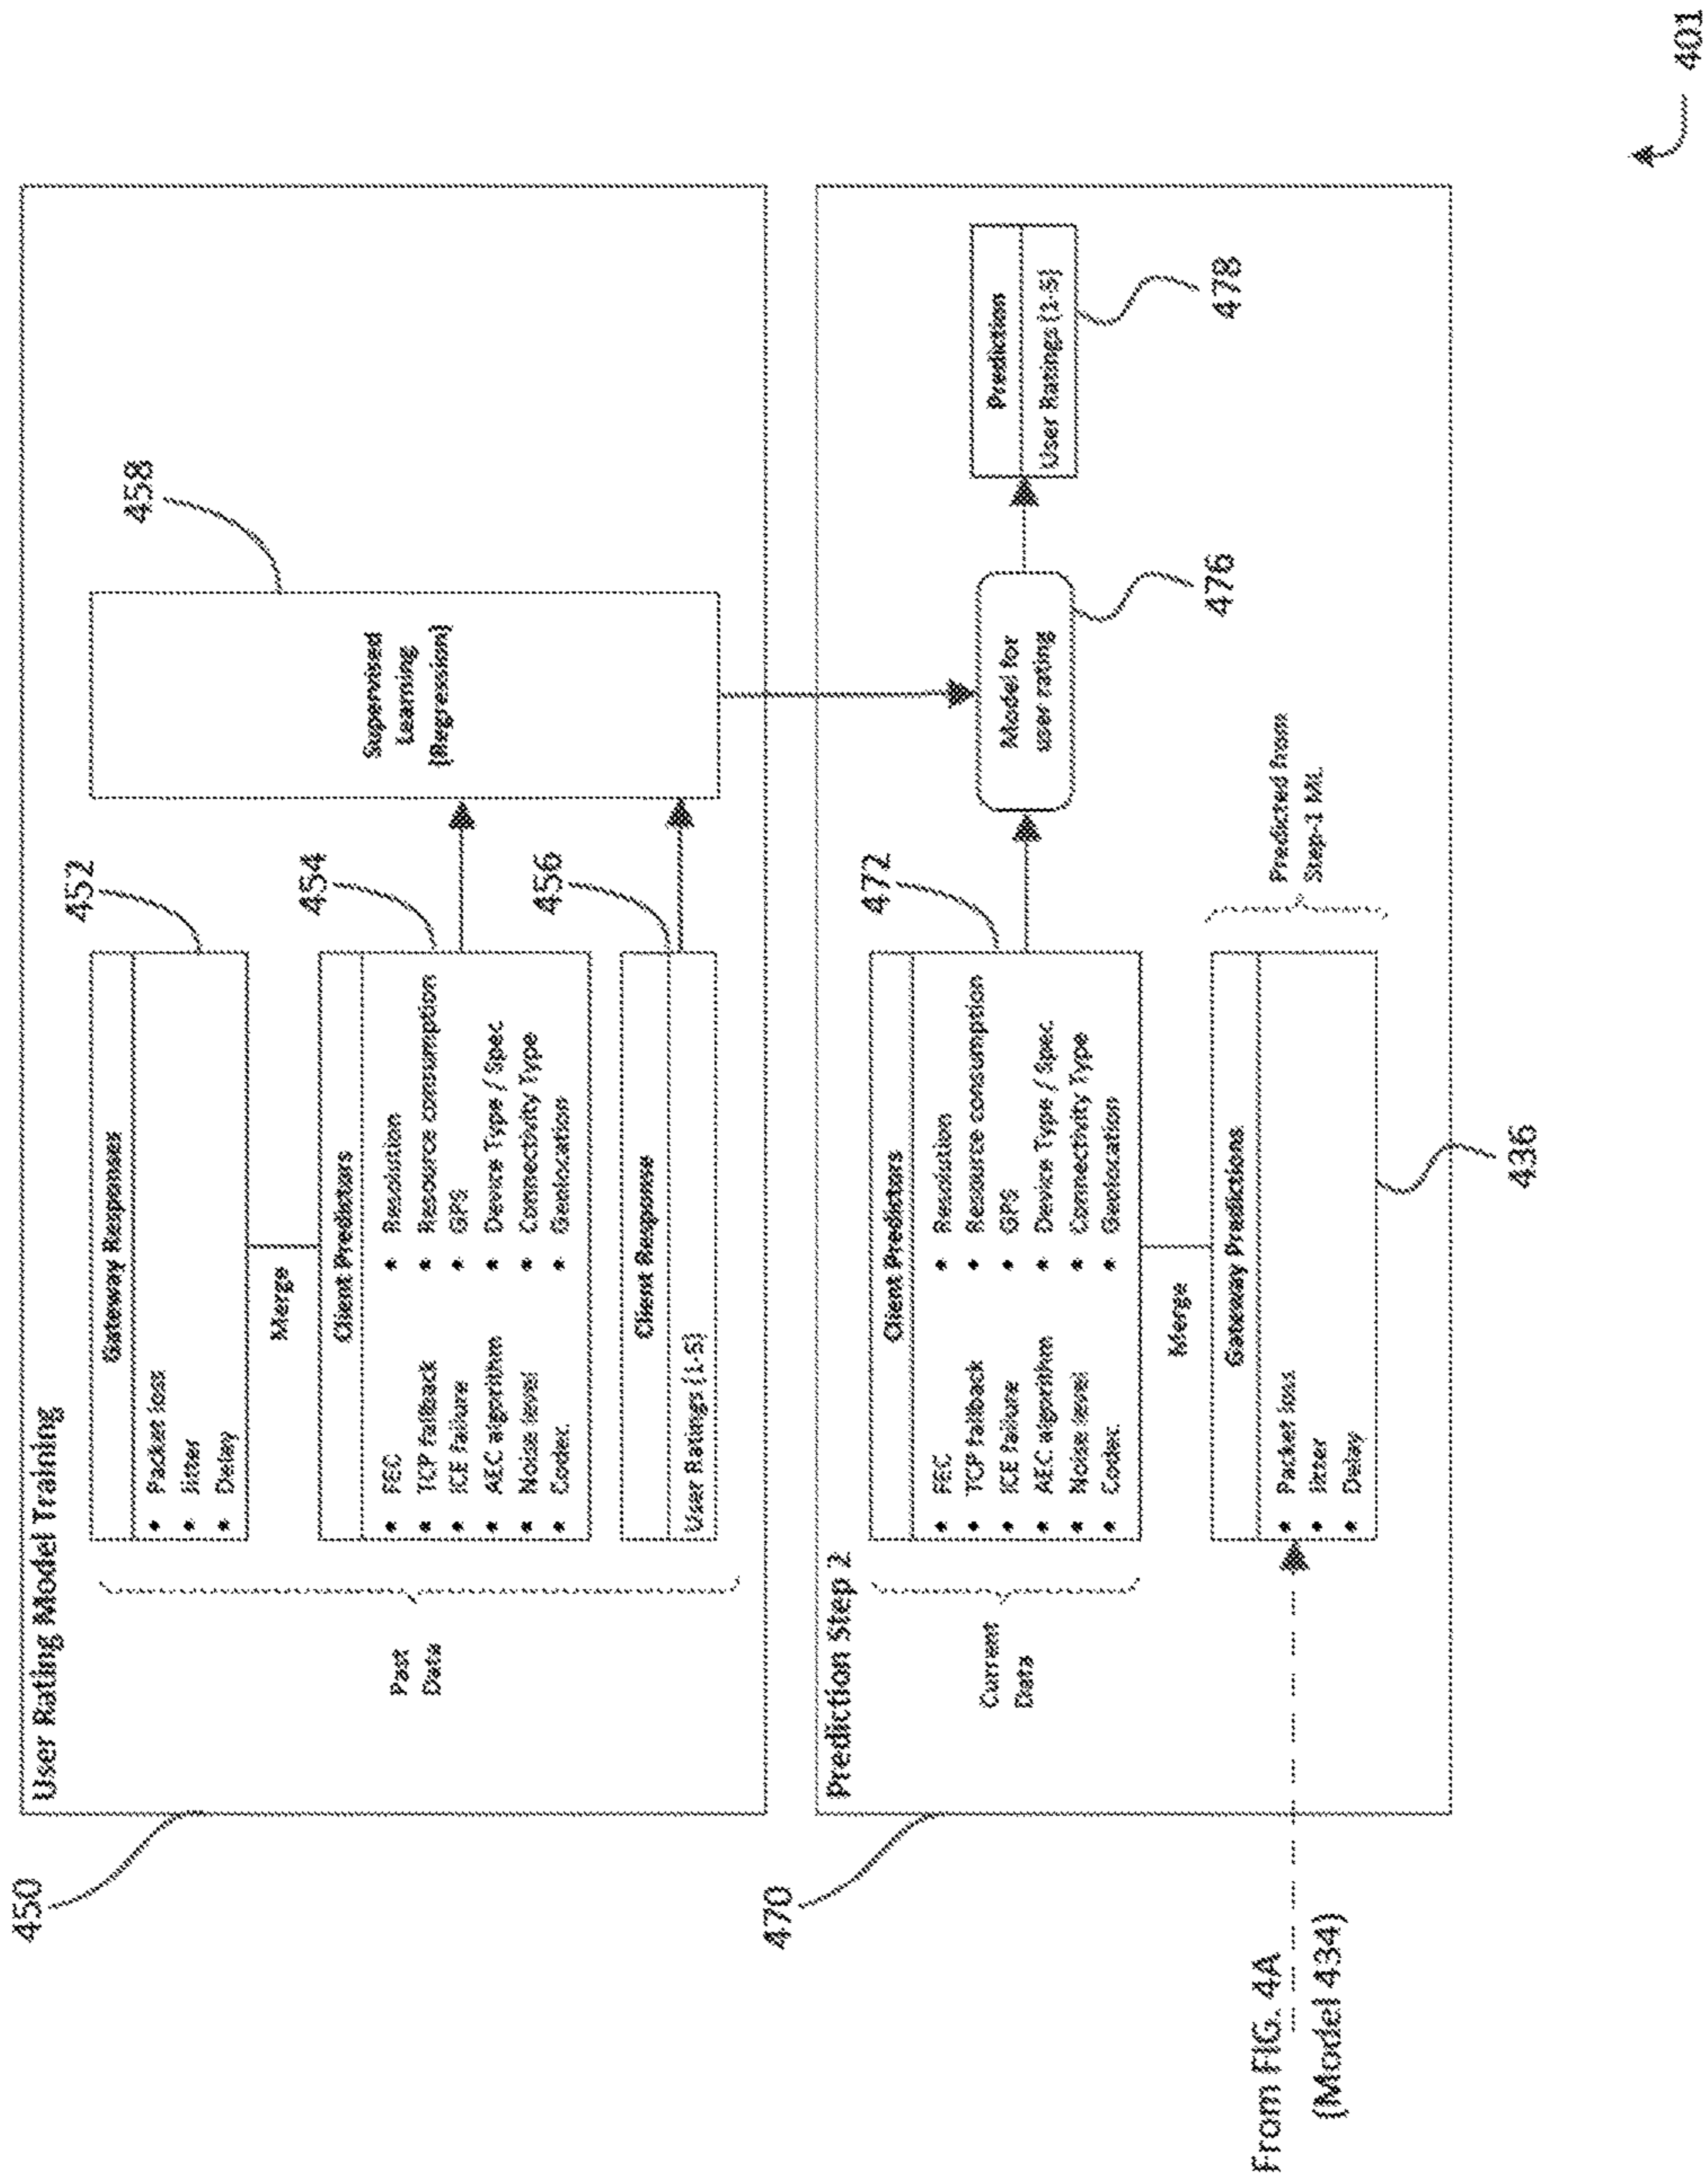 401
User Rating Model Training
450
Past
Data
Gateway Responses
452
• Packet loss
• Jitter
• Delay
Merge
Client Predictors
454
• FEC
• TCP fallback
• ICE failure
• AEC algorithm
• Noise level
• Codec
• Resolution
• Resource consumption
• GPS
• Device Type / Spec
• Connectivity Type
• Geolocation
Client Response
456
User Ratings (1-5)
Supervised
Learning
(Regression)
458
Prediction Step 2
470
Current
Data
Client Predictors
472
• FEC
• TCP fallback
• ICE failure
• AEC algorithm
• Noise level
• Codec
• Resolution
• Resource consumption
• GPS
• Device Type / Spec
• Connectivity Type
• Geolocation
Merge
Gateway Predictions
436
• Packet loss
• Jitter
• Delay
Predicted from
Step-1 ML
Model for
user rating
476
Prediction
User Ratings (1-5)
478
From FIG. 4A
(Model 434)